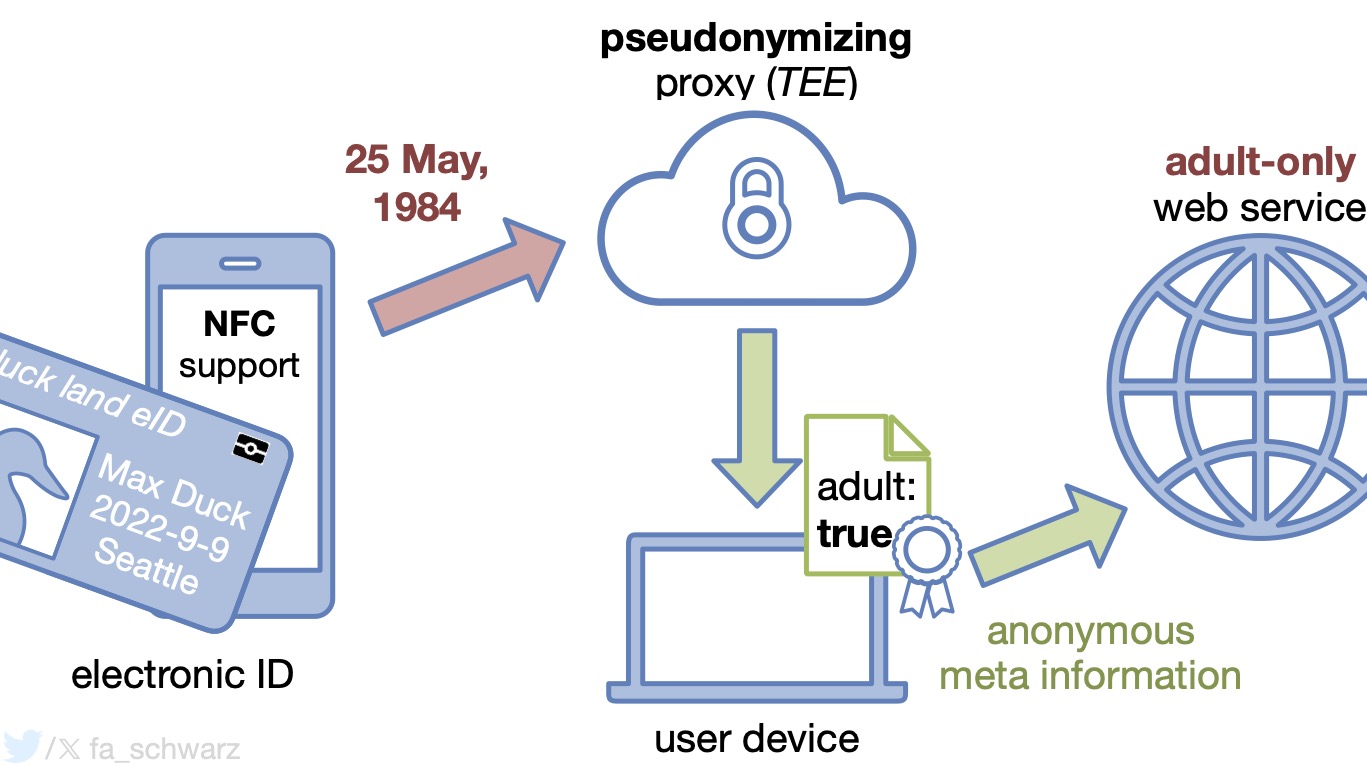 pseudonymizing
proxy (TEE)
25 May,
1984
adult-only
web service
NFC
support
land eID
Max Duck
2022-9-9
Seattle
adult:
true
anonymous
meta information
electronic ID
user device
/𝕏 fa_schwarz